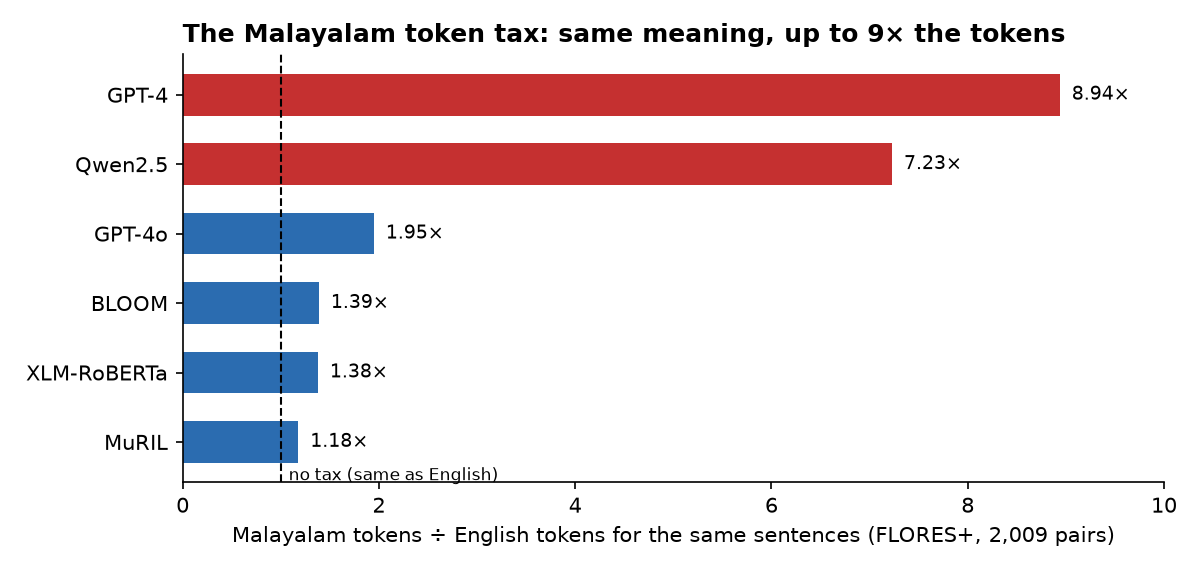 The Malayalam token tax: same meaning, up to 9× the tokens
GPT-4
8.94×
Qwen2.5
7.23×
GPT-4o
1.95×
BLOOM
1.39×
XLM-RoBERTa
1.38×
MuRIL
1.18×
no tax (same as English)
0 2 4 6 8 10
Malayalam tokens ÷ English tokens for the same sentences (FLORES+, 2,009 pairs)